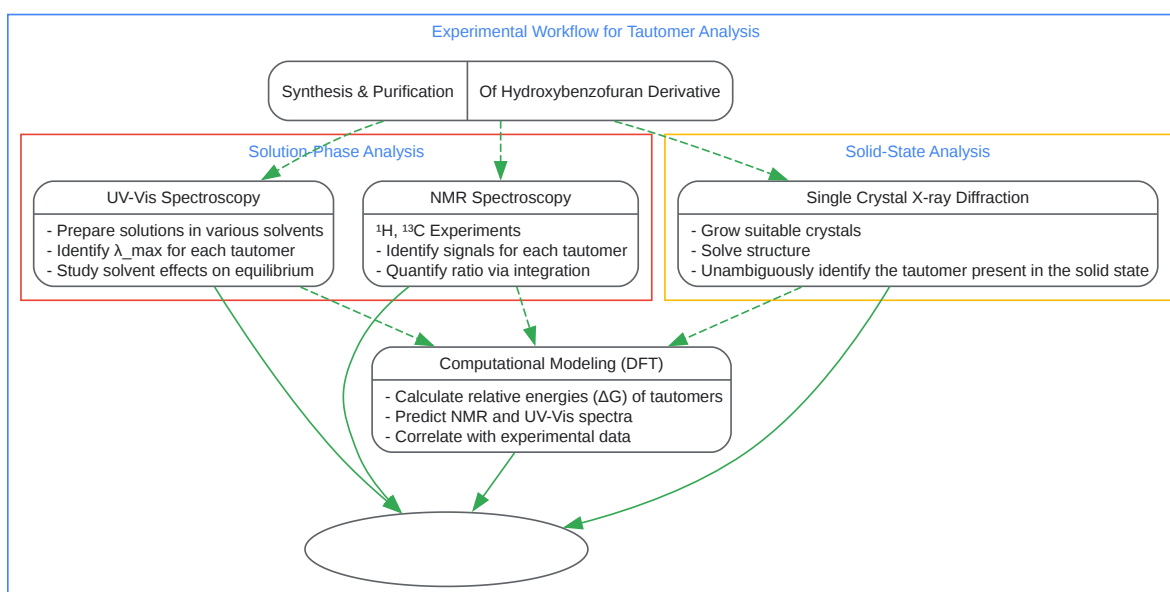 Experimental Workflow for Tautomer Analysis
Synthesis & Purification
Of Hydroxybenzofuran Derivative
Solution-Phase Analysis
Solid-State Analysis
UV-Vis Spectroscopy
- Prepare solutions in various solvents
- Identify λ_max for each tautomer
- Study solvent effects on equilibrium
NMR Spectroscopy
¹H, ¹³C Experiments
- Identify signals for each tautomer
- Quantify ratio via integration
Single Crystal X-ray Diffraction
- Grow suitable crystals
- Solve structure
- Unambiguously identify the tautomer present in the solid state
Computational Modeling (DFT)
- Calculate relative energies (ΔG) of tautomers
- Predict NMR and UV-Vis spectra
- Correlate with experimental data